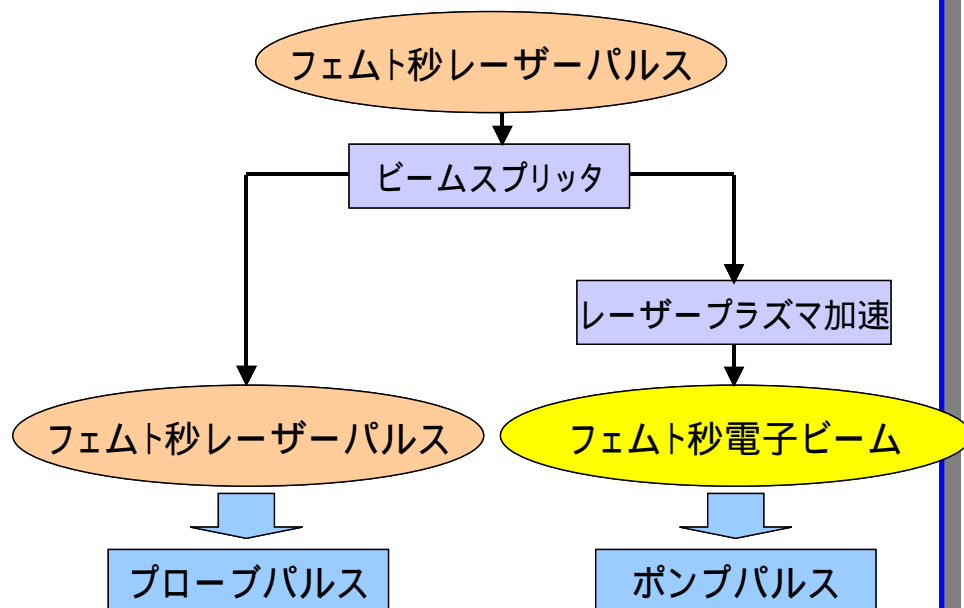 フェムト秒レーザーパルス
ビームスプリッタ
レーザープラズマ加速
フェムト秒レーザーパルス
フェムト秒電子ビーム
プローブパルス
ポンプパルス